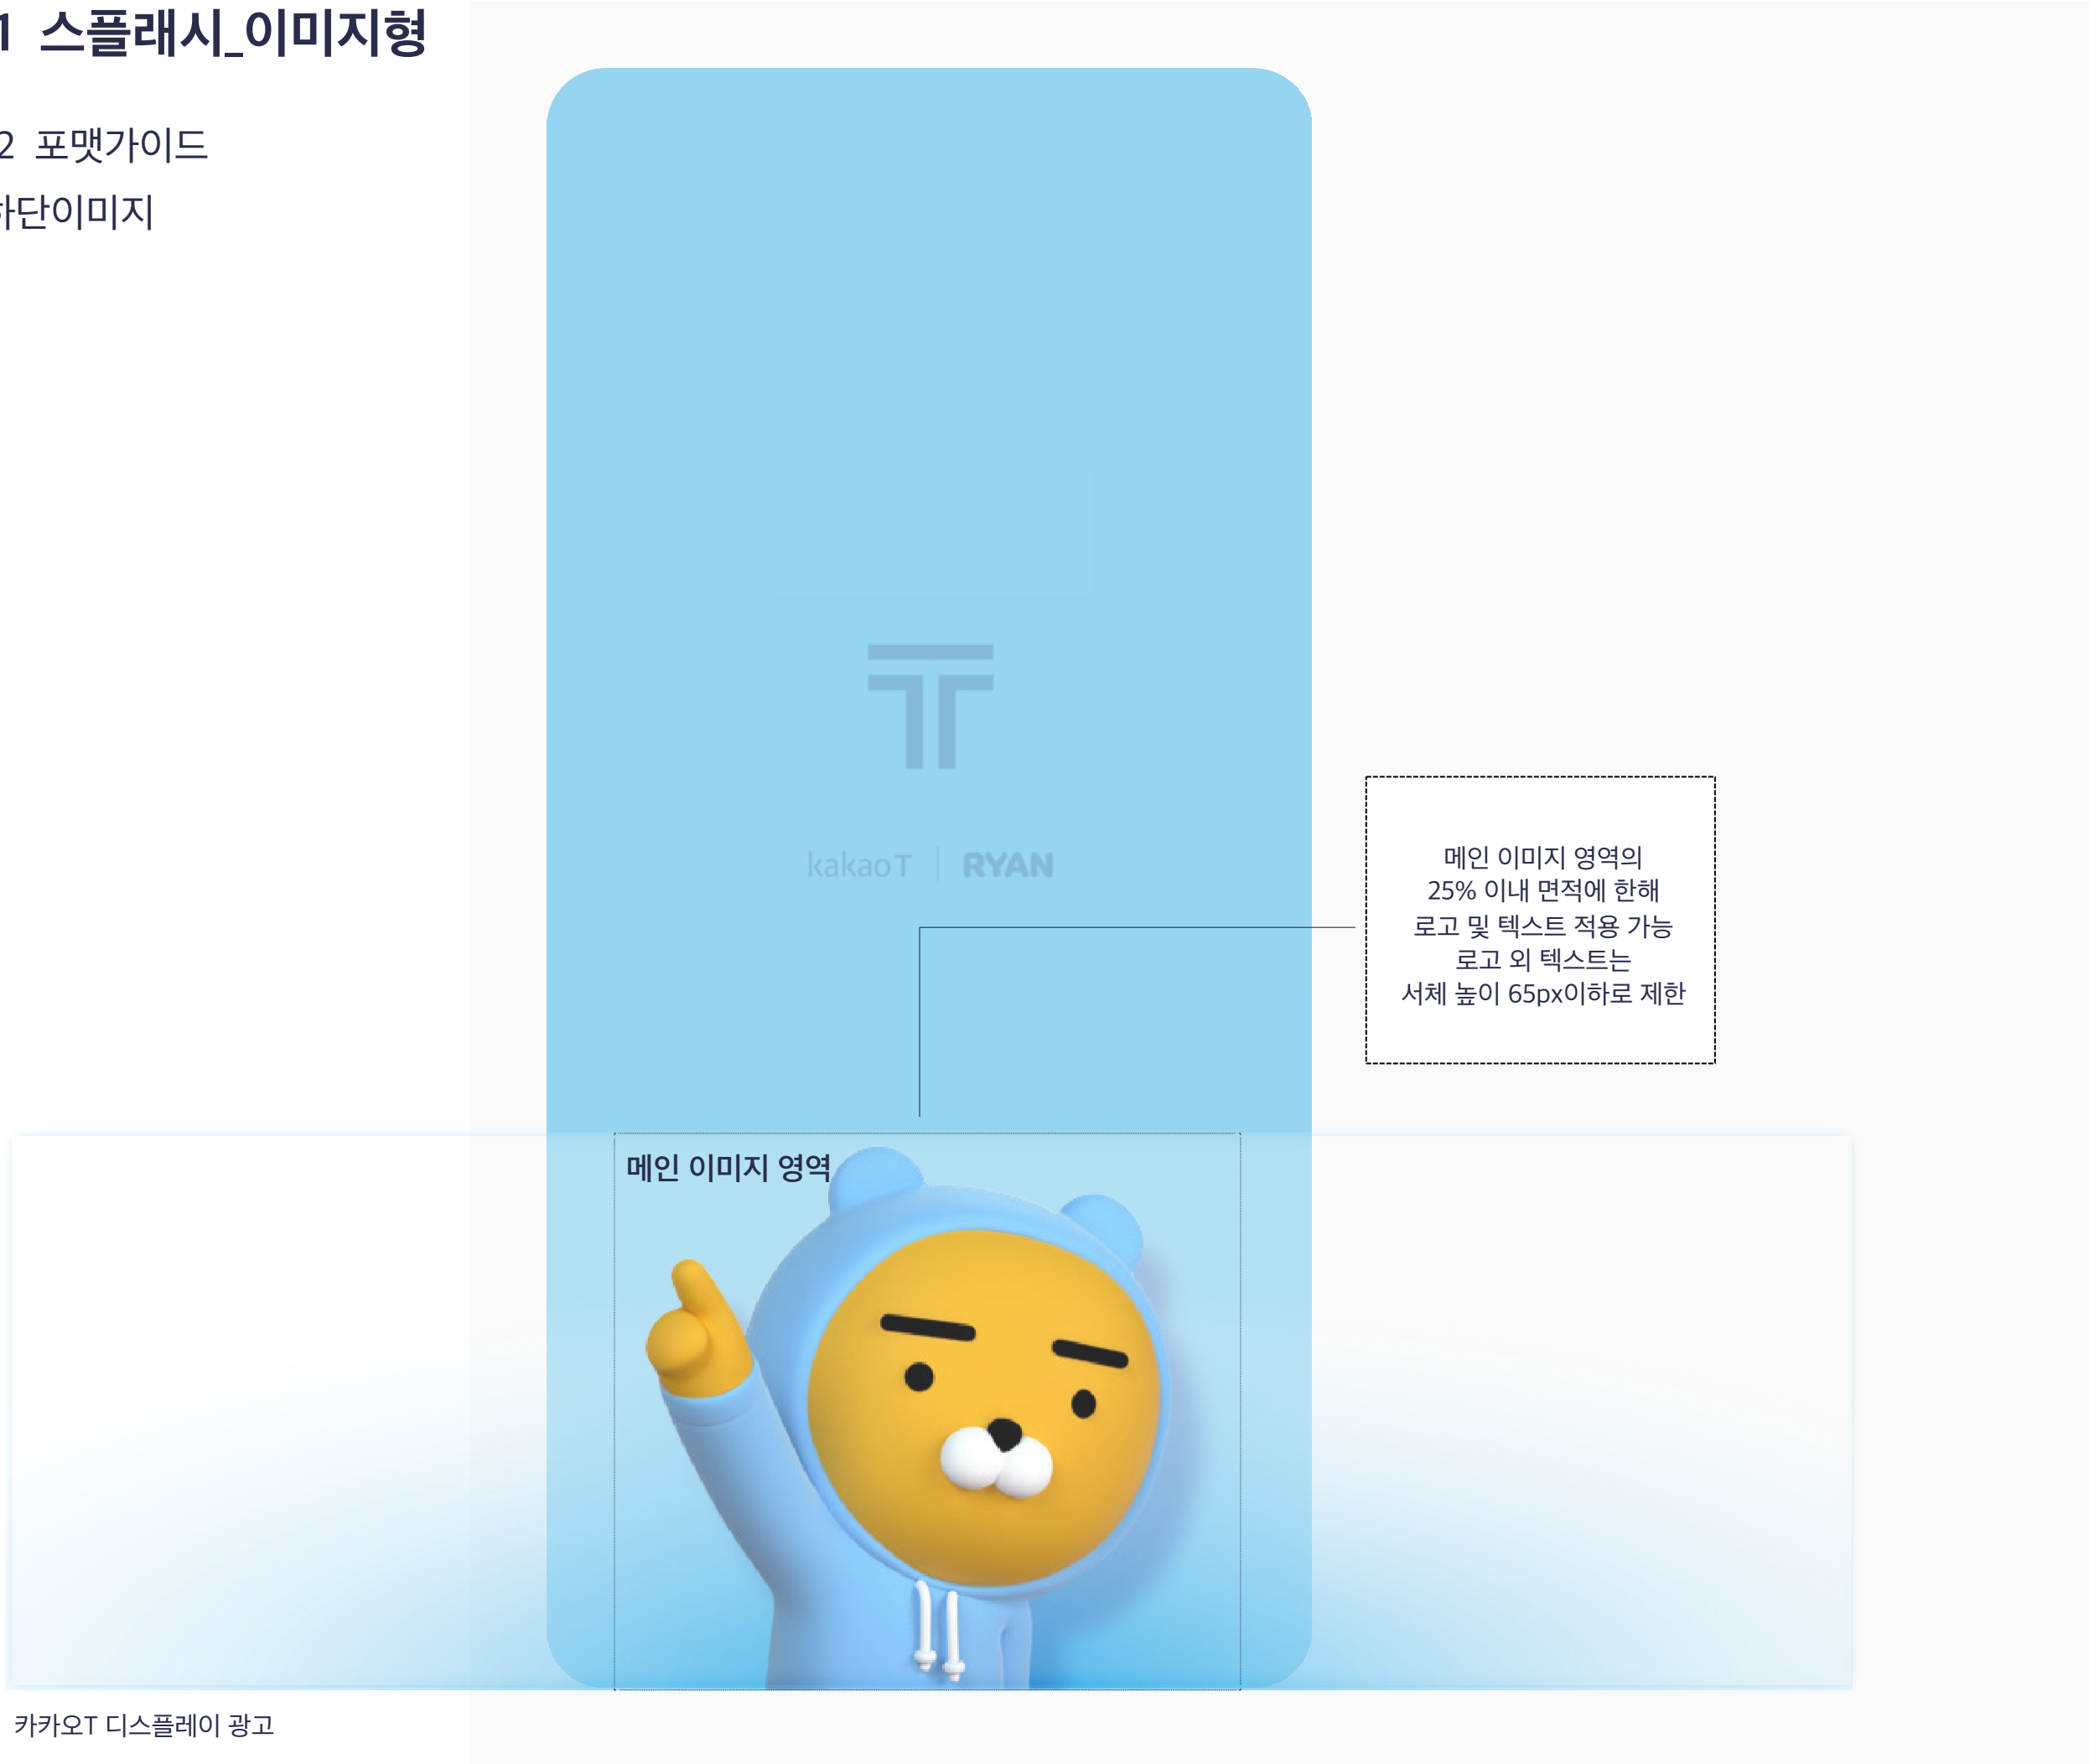 1 스플래시_이미지형
2 포맷가이드
하단이미지
kakao T | RYAN
메인 이미지 영역의
25% 이내 면적에 한해
로고 및 텍스트 적용 가능
로고 외 텍스트는
서체 높이 65px이하로 제한
메인 이미지 영역
카카오T 디스플레이 광고